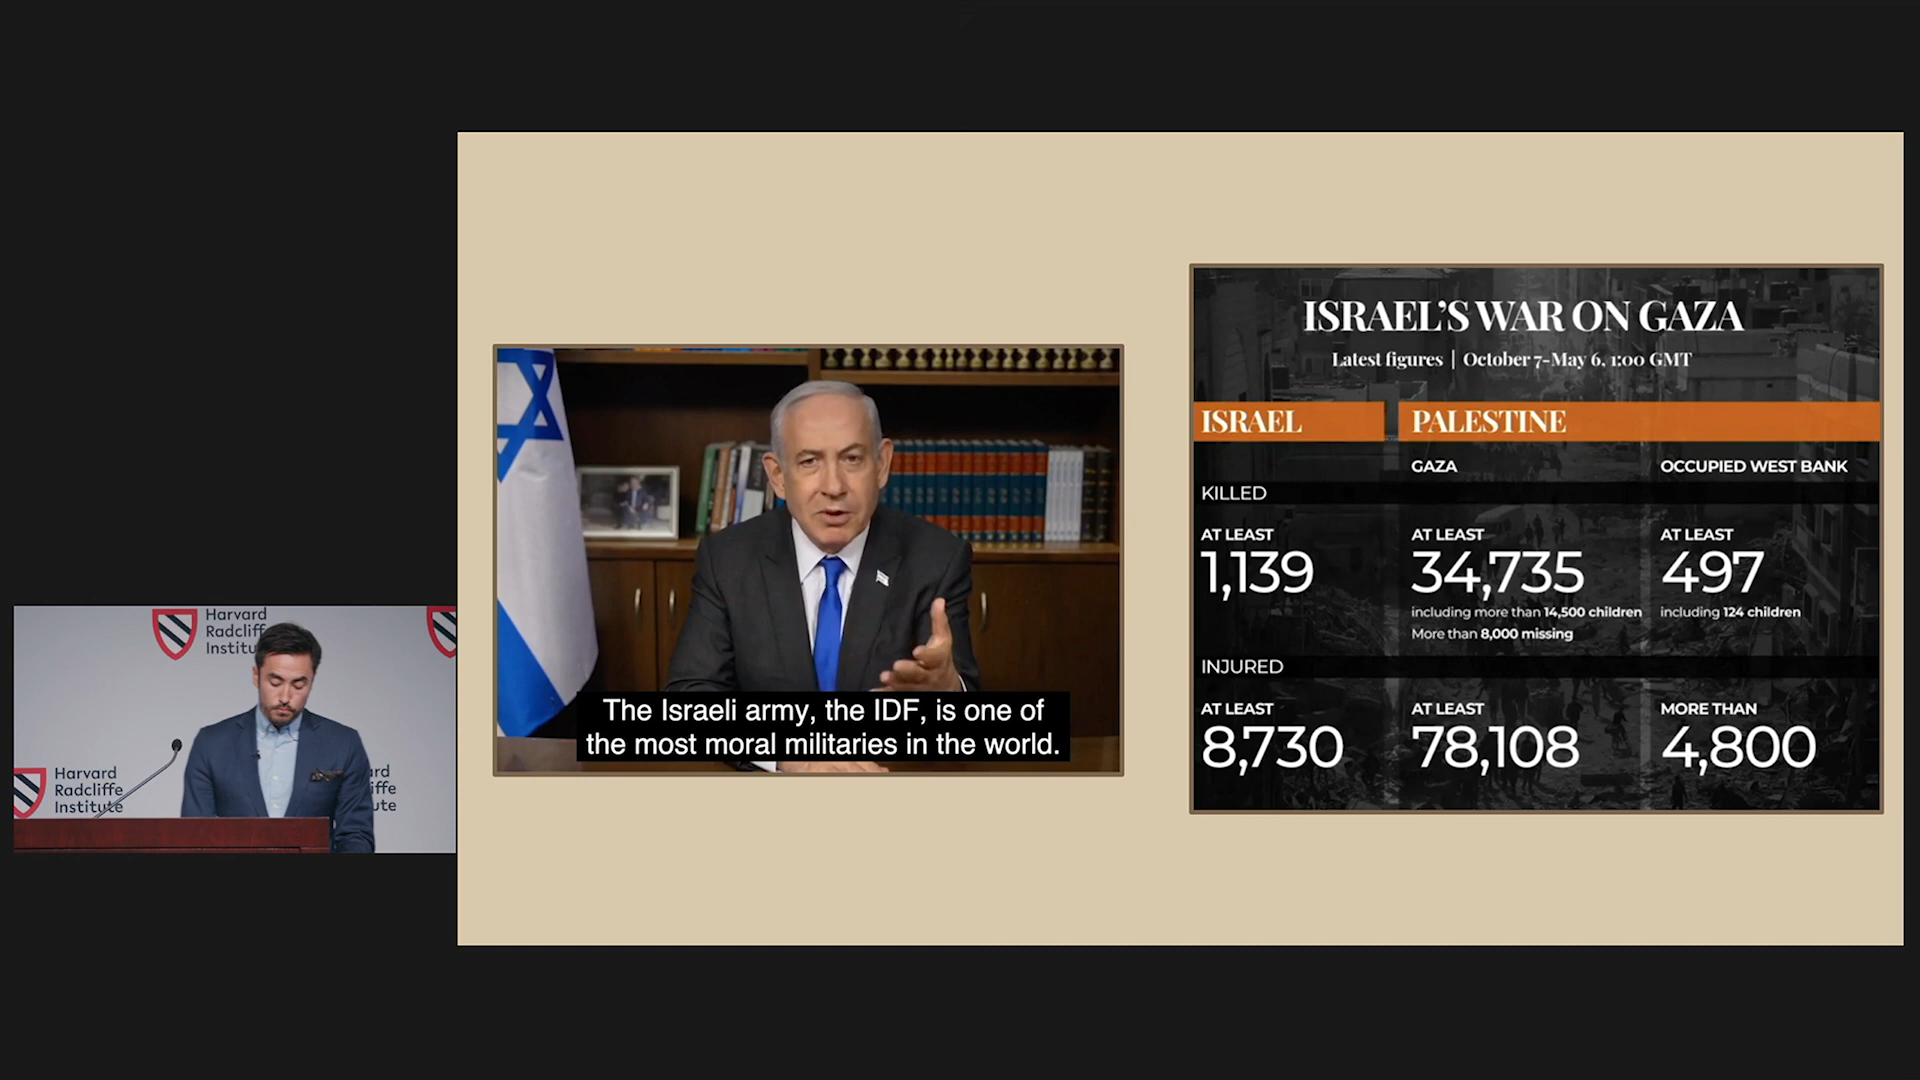 Harvard
Radcliffe
Institu
Harvard
Radcliffe
Institute
ard
iffe
ute
The Israeli army, the IDF, is one of
the most moral militaries in the world.
ISRAEL'S WAR ON GAZA
Latest figures | October 7-May 6, 1:00 GMT
ISRAEL
PALESTINE
GAZA
OCCUPIED WEST BANK
KILLED
AT LEAST
1,139
AT LEAST
34,735
including more than 14,500 children
More than 8,000 missing
AT LEAST
497
including 124 children
INJURED
AT LEAST
8,730
AT LEAST
78,108
MORE THAN
4,800